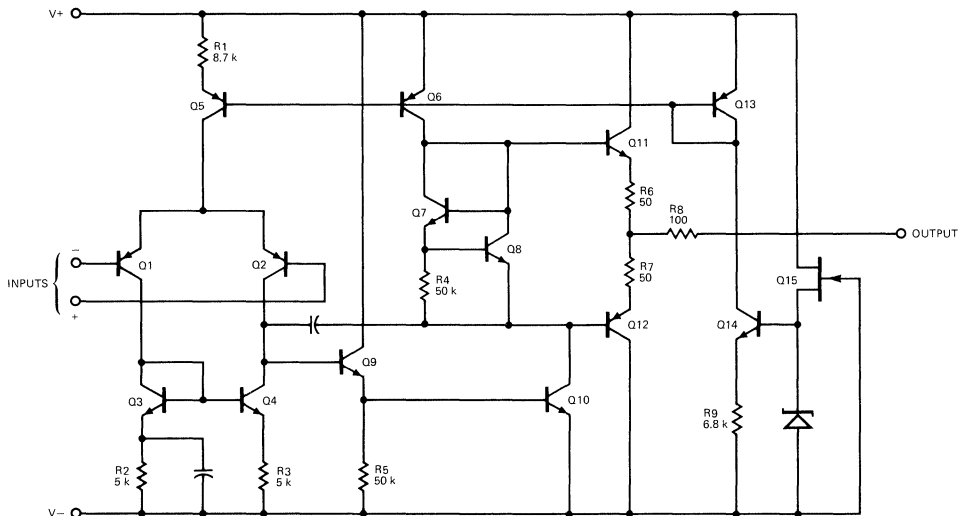 V+
R1
8.7 k
Q5
Q6
Q13
Q11
R6
50
Q7
Q8
R8
100
OUTPUT
INPUTS
−
+
Q1
Q2
R4
50 k
R7
50
Q15
Q12
Q14
Q9
Q3
Q4
Q10
R9
6.8 k
R2
5 k
R3
5 k
R5
50 k
V−